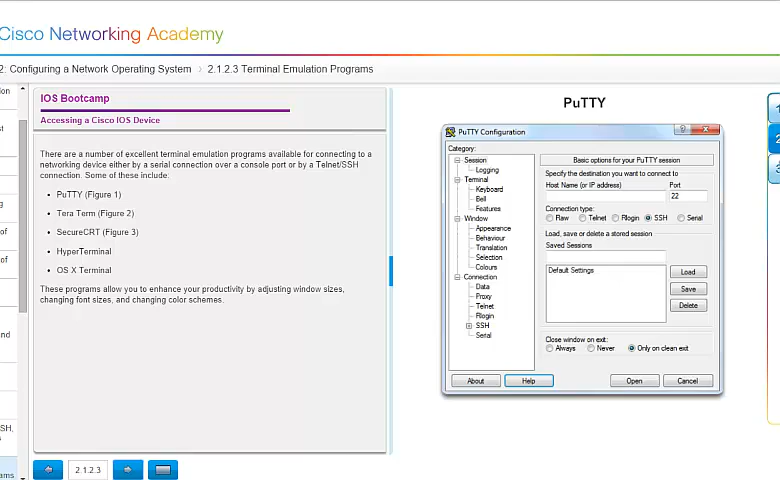 Cisco Networking Academy
2: Configuring a Network Operating System › 2.1.2.3 Terminal Emulation Programs
IOS Bootcamp
Accessing a Cisco IOS Device
There are a number of excellent terminal emulation programs available for connecting to a
networking device either by a serial connection over a console port or by a Telnet/SSH
connection. Some of these include:
• PuTTY (Figure 1)
• Tera Term (Figure 2)
• SecureCRT (Figure 3)
• HyperTerminal
• OS X Terminal
These programs allow you to enhance your productivity by adjusting window sizes,
changing font sizes, and changing color schemes.
2.1.2.3
PuTTY
PuTTY Configuration
Category:
Session
Logging
Terminal
Keyboard
Bell
Features
Window
Appearance
Behaviour
Translation
Selection
Colours
Connection
Data
Proxy
Telnet
Rlogin
SSH
Serial
Basic options for your PuTTY session
Specify the destination you want to connect to
Host Name (or IP address) Port
22
Connection type:
Raw Telnet Rlogin SSH Serial
Load, save or delete a stored session
Saved Sessions
Default Settings
Load
Save
Delete
Close window on exit:
Always Never Only on clean exit
About Help Open Cancel
1
2
3
of
of
nd
SH,
ams